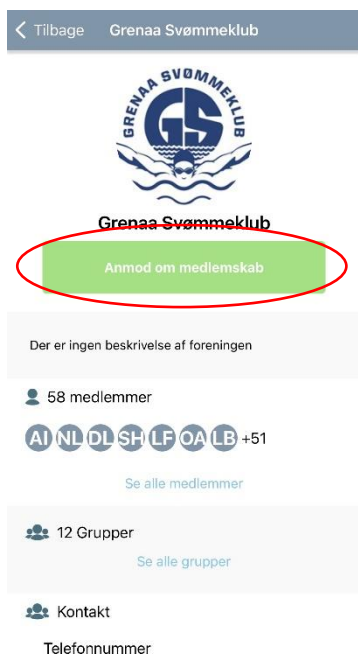 Tilbage Grenaa Svømmeklub
GRENAA SVØMMEKLUB
GS
Grenaa Svømmeklub
Anmod om medlemskab
Der er ingen beskrivelse af foreningen
58 medlemmer
AI NL DL SH LF OA LB +51
Se alle medlemmer
12 Grupper
Se alle grupper
Kontakt
Telefonnummer